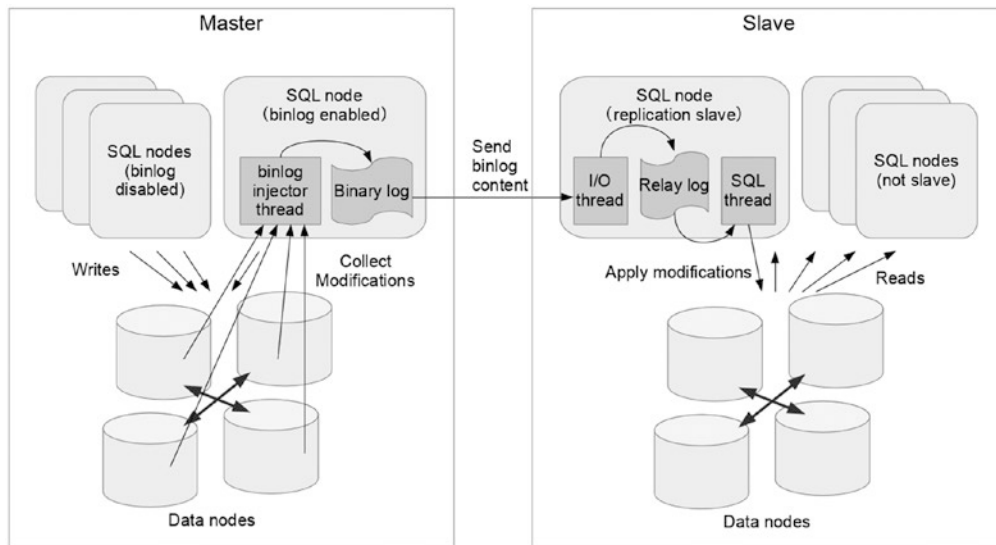 Master
SQL nodes
(binlog
disabled)
SQL node
(binlog enabled)
binlog
injector
thread
Binary log
Writes
Collect
Modifications
Data nodes
Send
binlog
content
Slave
SQL node
(replication slave)
I/O
thread
Relay log
SQL
thread
SQL nodes
(not slave)
Apply modifications
Reads
Data nodes